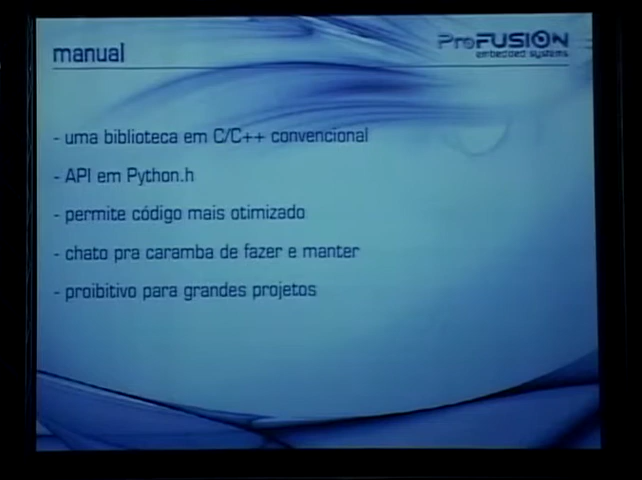 manual
ProFUSION
embedded systems
- uma biblioteca em C/C++ convencional
- API em Python.h
- permite código mais otimizado
- chato pra caramba de fazer e manter
- proibitivo para grandes projetos